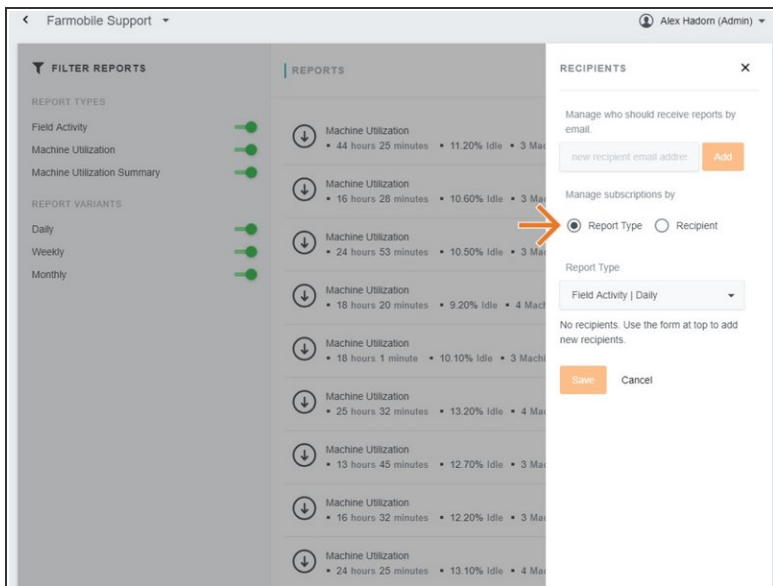 Farmobile Support
Alex Hadorn (Admin)
FILTER REPORTS
REPORT TYPES
Field Activity
Machine Utilization
Machine Utilization Summary
REPORT VARIANTS
Daily
Weekly
Monthly
REPORTS
Machine Utilization
• 44 hours 25 minutes • 11.20% Idle • 3 Mac
Machine Utilization
• 16 hours 28 minutes • 10.60% Idle • 3 Ma
Machine Utilization
• 24 hours 53 minutes • 10.50% Idle • 3 Ma
Machine Utilization
• 18 hours 20 minutes • 9.20% Idle • 4 Mach
Machine Utilization
• 18 hours 1 minute • 10.10% Idle • 3 Machi
Machine Utilization
• 25 hours 32 minutes • 13.20% Idle • 4 Ma
Machine Utilization
• 13 hours 45 minutes • 12.70% Idle • 3 Ma
Machine Utilization
• 16 hours 32 minutes • 12.20% Idle • 3 Ma
Machine Utilization
• 24 hours 25 minutes • 13.10% Idle • 4 Ma
RECIPIENTS
Manage who should receive reports by
email.
new recipient email addres
Add
Manage subscriptions by
Report Type
Recipient
Report Type
Field Activity | Daily
No recipients. Use the form at top to add
new recipients.
Save
Cancel